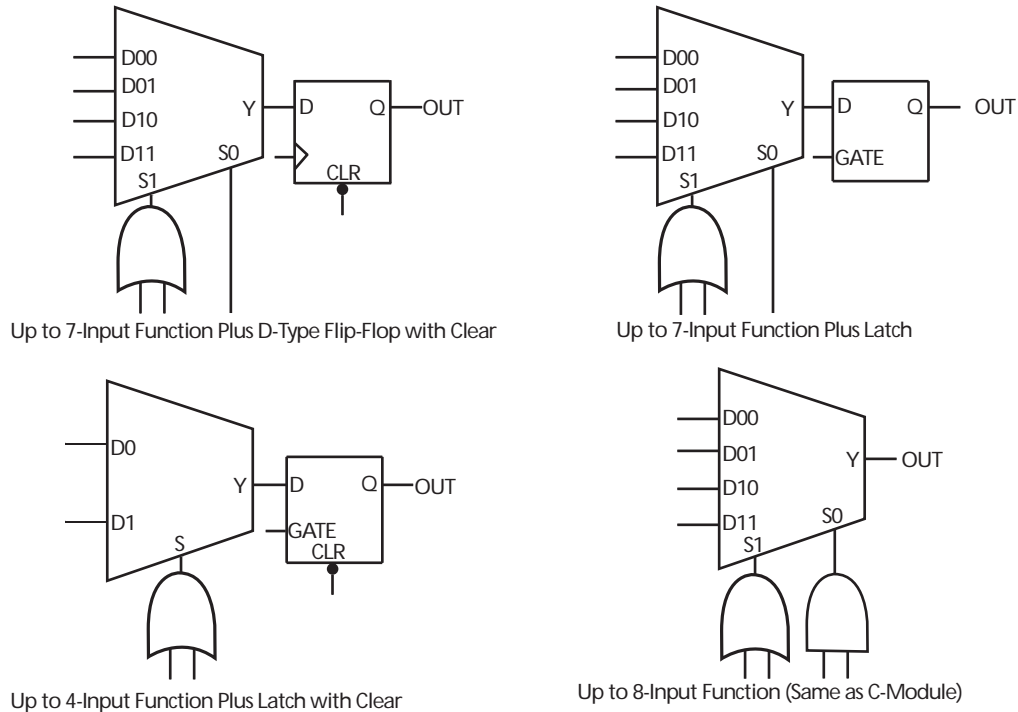 D00
D01
D10
D11
S1
S0
Y
D
Q
CLR
OUT
Up to 7-Input Function Plus D-Type Flip-Flop with Clear
D00
D01
D10
D11
S1
S0
Y
D
Q
GATE
OUT
Up to 7-Input Function Plus Latch
D0
D1
S
Y
D
Q
GATE
CLR
OUT
Up to 4-Input Function Plus Latch with Clear
D00
D01
D10
D11
S1
S0
Y
OUT
Up to 8-Input Function (Same as C-Module)